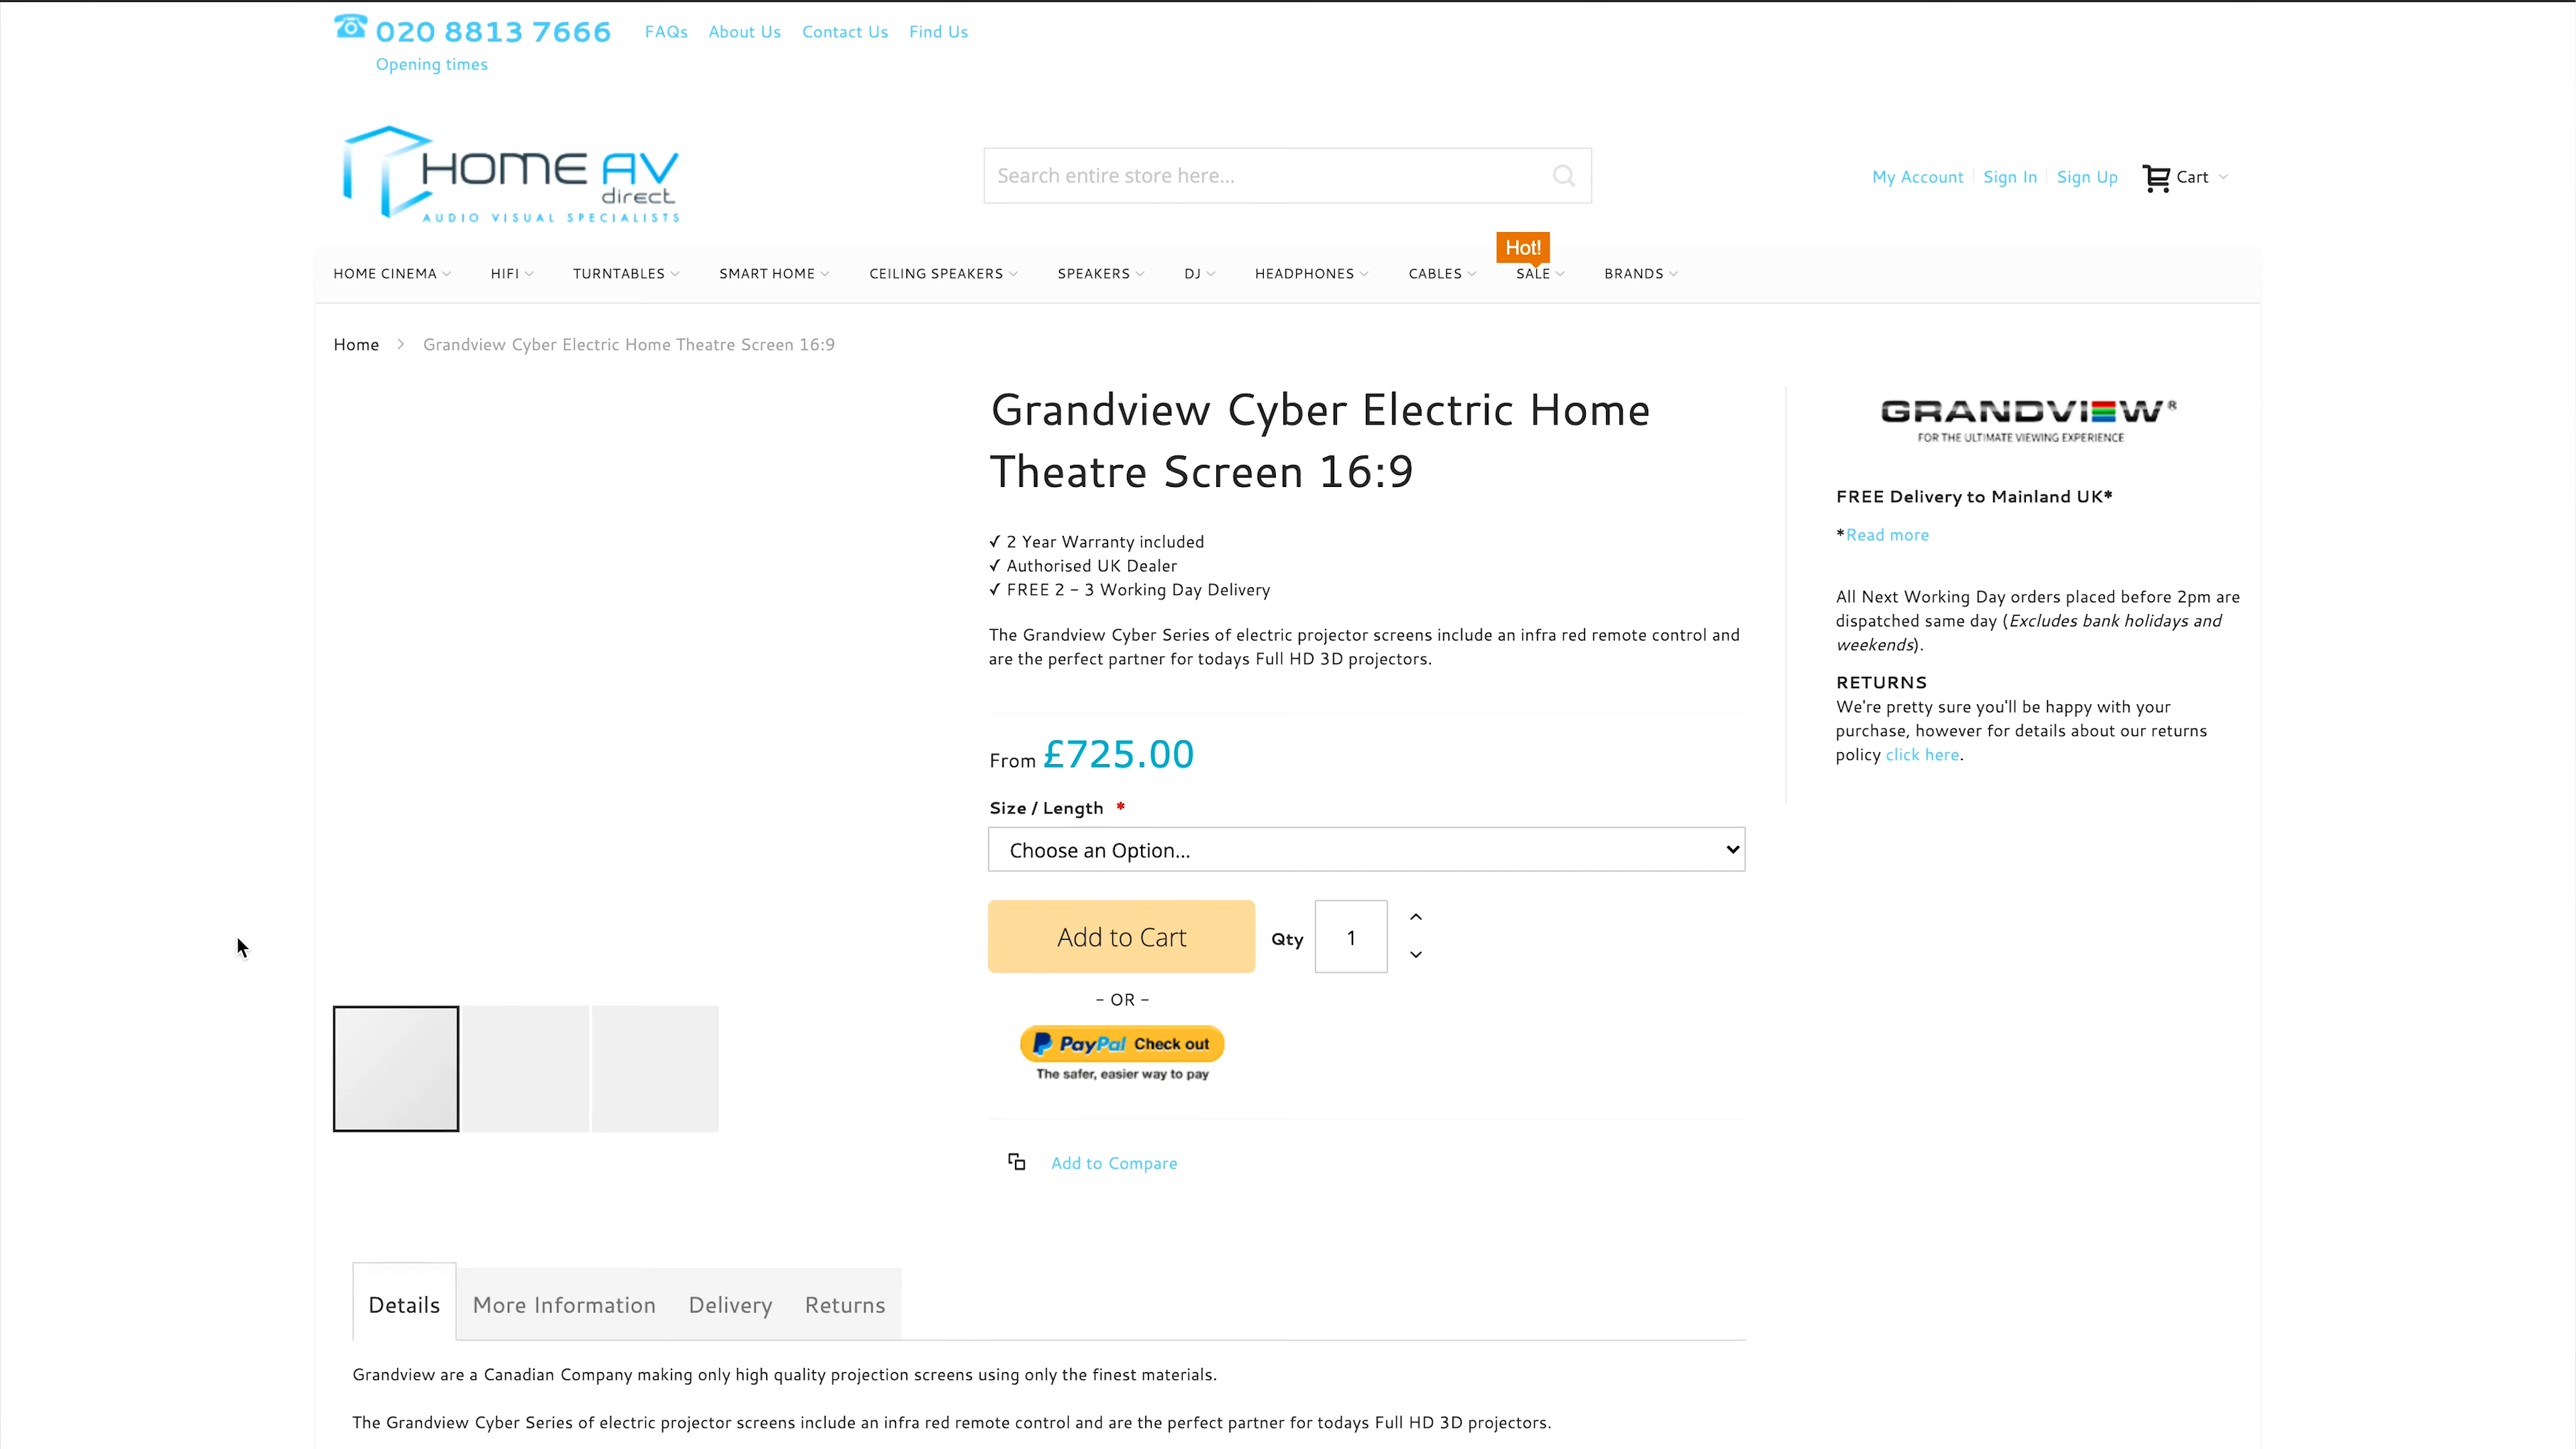 020 8813 7666
FAQs
About Us
Contact Us
Find Us
Opening times
HOME AV
direct
AUDIO VISUAL SPECIALISTS
Search entire store here...
My Account
Sign In
Sign Up
Cart
Hot!
HOME CINEMA
HIFI
TURNTABLES
SMART HOME
CEILING SPEAKERS
SPEAKERS
DJ
HEADPHONES
CABLES
SALE
BRANDS
Home
Grandview Cyber Electric Home Theatre Screen 16:9
Grandview Cyber Electric Home
Theatre Screen 16:9
✓ 2 Year Warranty included
✓ Authorised UK Dealer
✓ FREE 2 - 3 Working Day Delivery
The Grandview Cyber Series of electric projector screens include an infra red remote control and
are the perfect partner for todays Full HD 3D projectors.
From £725.00
Size / Length *
Choose an Option...
Add to Cart
Qty
1
- OR -
PayPal Check out
The safer, easier way to pay
Add to Compare
GRANDVIEW®
FOR THE ULTIMATE VIEWING EXPERIENCE
FREE Delivery to Mainland UK*
*Read more
All Next Working Day orders placed before 2pm are
dispatched same day (Excludes bank holidays and
weekends).
RETURNS
We're pretty sure you'll be happy with your
purchase, however for details about our returns
policy click here.
Details
More Information
Delivery
Returns
Grandview are a Canadian Company making only high quality projection screens using only the finest materials.
The Grandview Cyber Series of electric projector screens include an infra red remote control and are the perfect partner for todays Full HD 3D projectors.